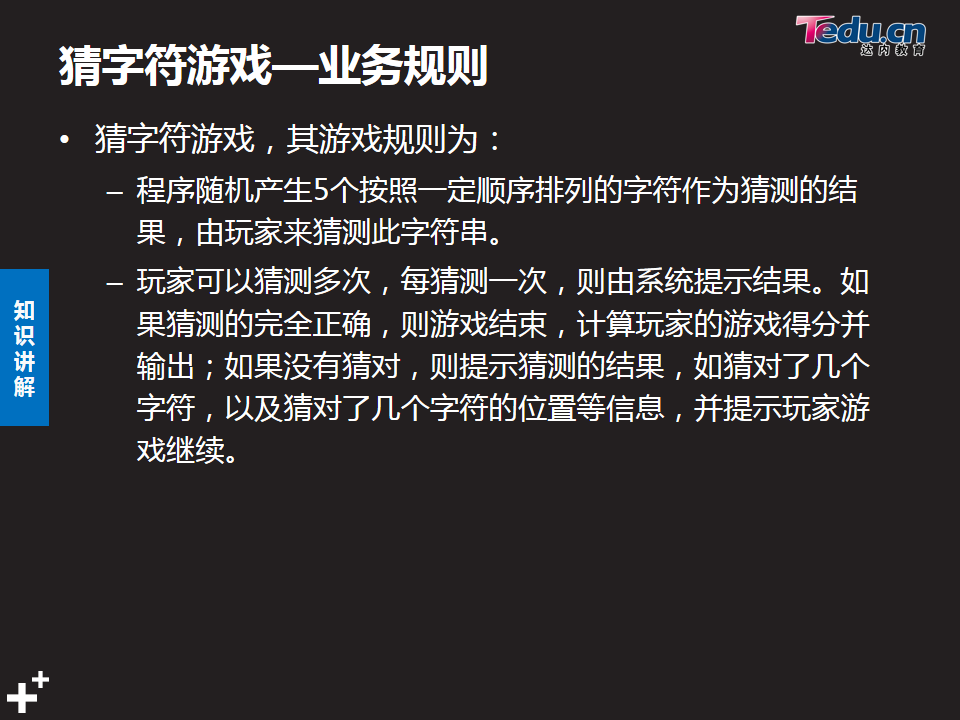 Tedu.cn
达内教育
猜字符游戏—业务规则
• 猜字符游戏，其游戏规则为：
– 程序随机产生5个按照一定顺序排列的字符作为猜测的结
果，由玩家来猜测此字符串。
– 玩家可以猜测多次，每猜测一次，则由系统提示结果。如
果猜测的完全正确，则游戏结束，计算玩家的游戏得分并
输出；如果没有猜对，则提示猜测的结果，如猜对了几个
字符，以及猜对了几个字符的位置等信息，并提示玩家游
戏继续。
知
识
讲
解